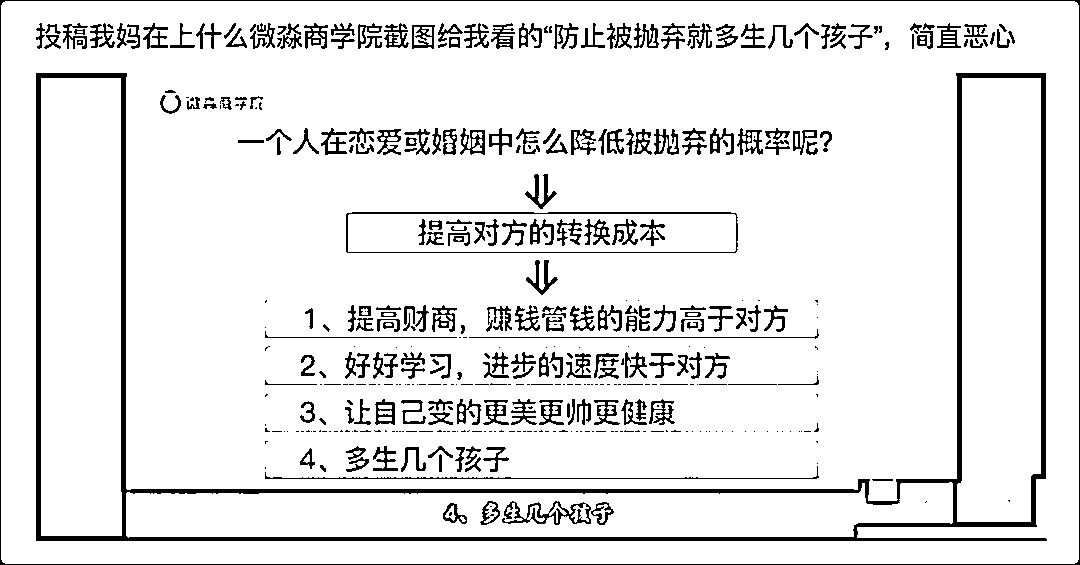 投稿我妈在上什么微淼商学院截图给我看的“防止被抛弃就多生几个孩子”，简直恶心
微淼商学院
一个人在恋爱或婚姻中怎么降低被抛弃的概率呢？
提高对方的转换成本
1、提高财商，赚钱管钱的能力高于对方
2、好好学习，进步的速度快于对方
3、让自己变的更美更帅更健康
4、多生几个孩子
4、多生几个孩子